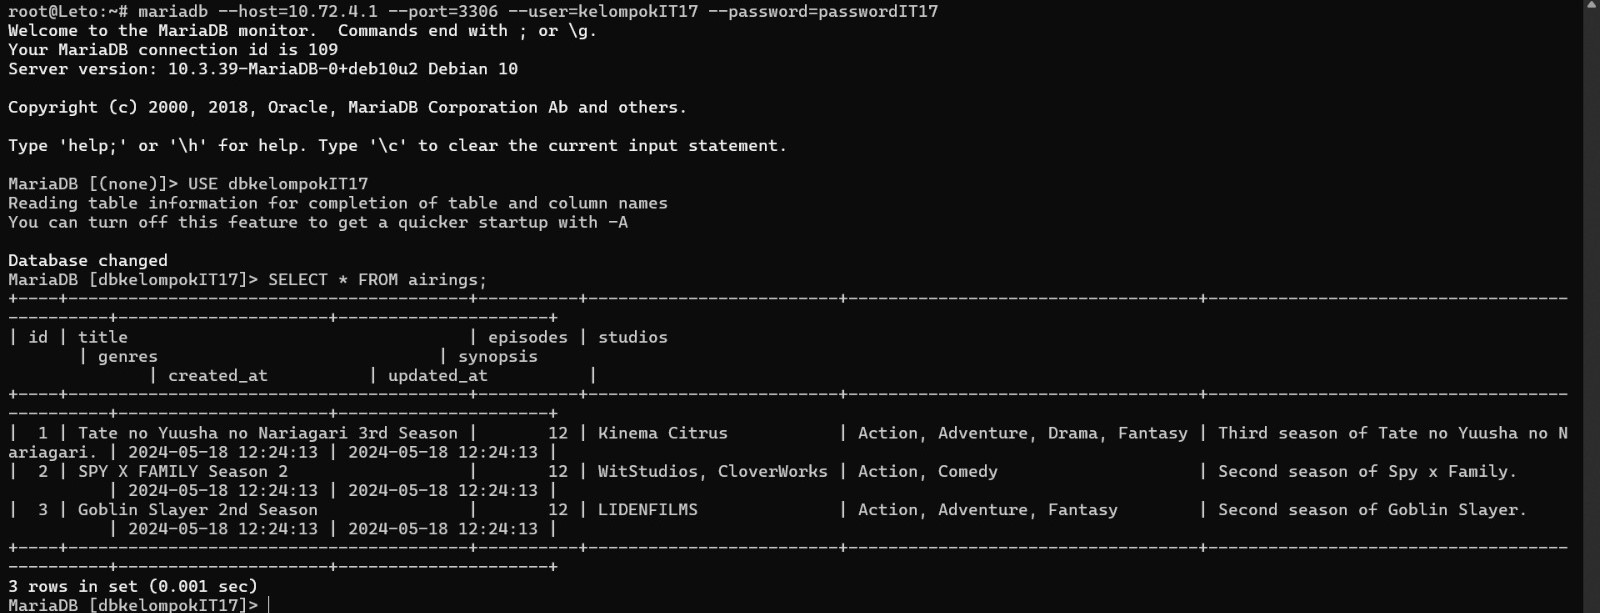 root@Leto:~# mariadb --host=10.72.4.1 --port=3306 --user=kelompokIT17 --password=passwordIT17
Welcome to the MariaDB monitor.  Commands end with ; or \g.
Your MariaDB connection id is 109
Server version: 10.3.39-MariaDB-0+deb10u2 Debian 10
Copyright (c) 2000, 2018, Oracle, MariaDB Corporation Ab and others.
Type 'help;' or '\h' for help. Type '\c' to clear the current input statement.
MariaDB [(none)]> USE dbkelompokIT17
Reading table information for completion of table and column names
You can turn off this feature to get a quicker startup with -A
Database changed
MariaDB [dbkelompokIT17]> SELECT * FROM airings;
+----+----------------------------------------+----------+-------------------------+-----------------------------------+------------------------------------
----------+---------------------+---------------------+
| id | title                                  | episodes | studios
       | genres                            | synopsis
              | created_at          | updated_at          |
+----+----------------------------------------+----------+-------------------------+-----------------------------------+------------------------------------
----------+---------------------+---------------------+
|  1 | Tate no Yuusha no Nariagari 3rd Season |       12 | Kinema Citrus           | Action, Adventure, Drama, Fantasy | Third season of Tate no Yuusha no N
ariagari. | 2024-05-18 12:24:13 | 2024-05-18 12:24:13 |
|  2 | SPY X FAMILY Season 2                  |       12 | WitStudios, CloverWorks | Action, Comedy                    | Second season of Spy x Family.
          | 2024-05-18 12:24:13 | 2024-05-18 12:24:13 |
|  3 | Goblin Slayer 2nd Season               |       12 | LIDENFILMS              | Action, Adventure, Fantasy        | Second season of Goblin Slayer.
          | 2024-05-18 12:24:13 | 2024-05-18 12:24:13 |
+----+----------------------------------------+----------+-------------------------+-----------------------------------+------------------------------------
----------+---------------------+---------------------+
3 rows in set (0.001 sec)
MariaDB [dbkelompokIT17]>